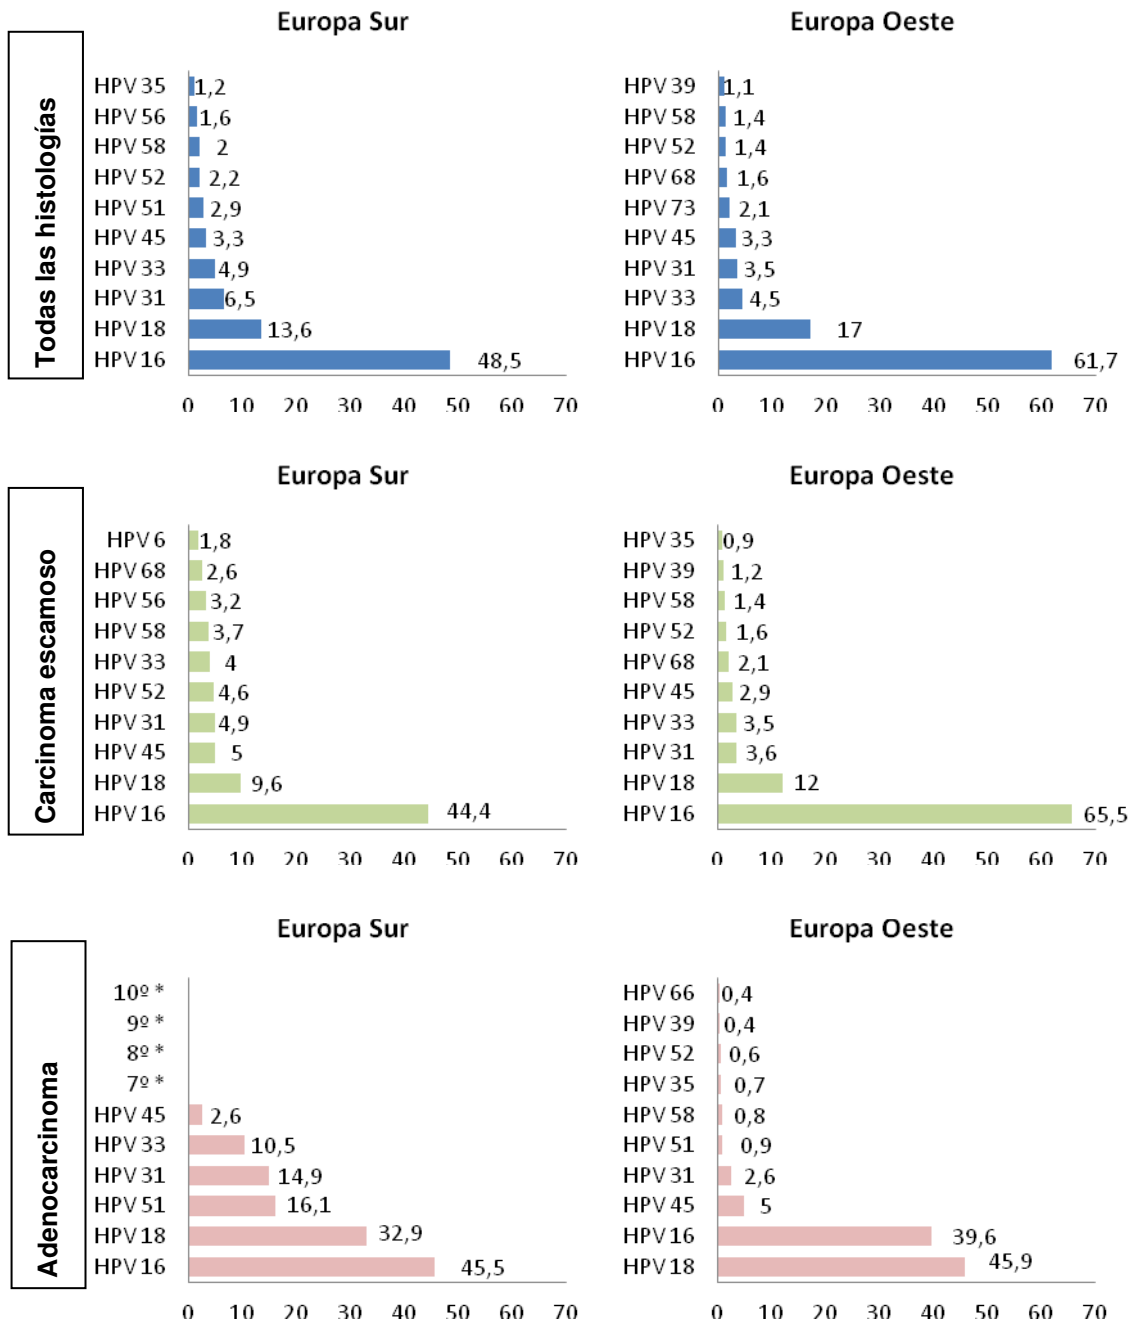 Europa Sur
Europa Oeste
Todas las histologías
HPV 35 1,2
HPV 56 1,6
HPV 58 2
HPV 52 2,2
HPV 51 2,9
HPV 45 3,3
HPV 33 4,9
HPV 31 6,5
HPV 18 13,6
HPV 16 48,5
0 10 20 30 40 50 60 70
HPV 39 1,1
HPV 58 1,4
HPV 52 1,4
HPV 68 1,6
HPV 73 2,1
HPV 45 3,3
HPV 31 3,5
HPV 33 4,5
HPV 18 17
HPV 16 61,7
0 10 20 30 40 50 60 70
Europa Sur
Europa Oeste
Carcinoma escamoso
HPV 6 1,8
HPV 68 2,6
HPV 56 3,2
HPV 58 3,7
HPV 33 4
HPV 52 4,6
HPV 31 4,9
HPV 45 5
HPV 18 9,6
HPV 16 44,4
0 10 20 30 40 50 60 70
HPV 35 0,9
HPV 39 1,2
HPV 58 1,4
HPV 52 1,6
HPV 68 2,1
HPV 45 2,9
HPV 33 3,5
HPV 31 3,6
HPV 18 12
HPV 16 65,5
0 10 20 30 40 50 60 70
Europa Sur
Europa Oeste
Adenocarcinoma
10º *
9º *
8º *
7º *
HPV 45 2,6
HPV 33 10,5
HPV 31 14,9
HPV 51 16,1
HPV 18 32,9
HPV 16 45,5
0 10 20 30 40 50 60 70
HPV 66 0,4
HPV 39 0,4
HPV 52 0,6
HPV 35 0,7
HPV 58 0,8
HPV 51 0,9
HPV 31 2,6
HPV 45 5
HPV 16 39,6
HPV 18 45,9
0 10 20 30 40 50 60 70